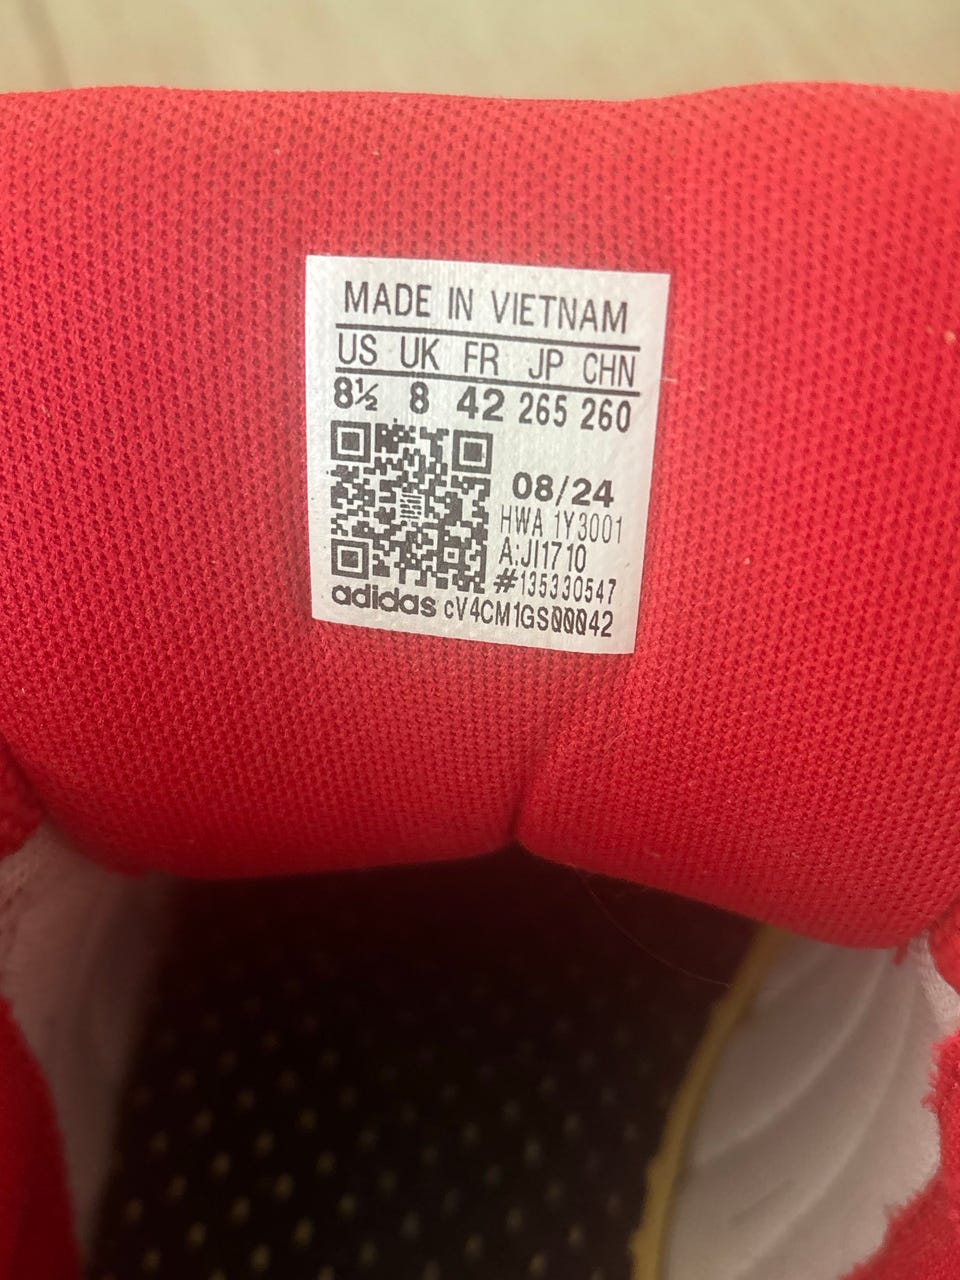 MADE IN VIETNAM
US UK FR JP CHN
8½ 8 42 265 260
08/24
HWA 1Y3001
A:JI1710
#135330547
adidas cV4CM1GS00042